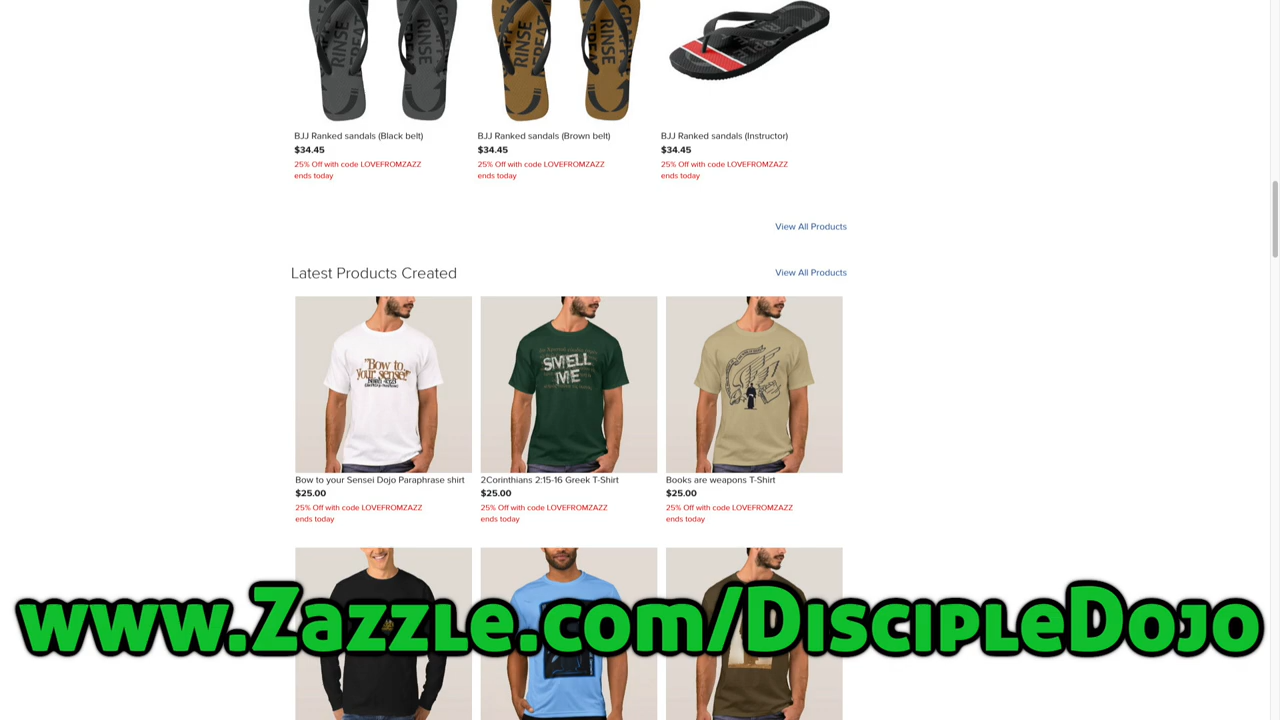 RINSE
RINSE
RINSE
RINSE
BJJ Ranked sandals (Black belt)
$34.45
25% Off with code LOVEFROMZAZZ
ends today
BJJ Ranked sandals (Brown belt)
$34.45
25% Off with code LOVEFROMZAZZ
ends today
BJJ Ranked sandals (Instructor)
$34.45
25% Off with code LOVEFROMZAZZ
ends today
View All Products
Latest Products Created
View All Products
"Bow to
your sensei!"
SMELL
ME
Bow to your Sensei Dojo Paraphrase shirt
$25.00
25% Off with code LOVEFROMZAZZ
ends today
2Corinthians 2:15-16 Greek T-Shirt
$25.00
25% Off with code LOVEFROMZAZZ
ends today
Books are weapons T-Shirt
$25.00
25% Off with code LOVEFROMZAZZ
ends today
www.Zazzle.com/DiscipleDojo